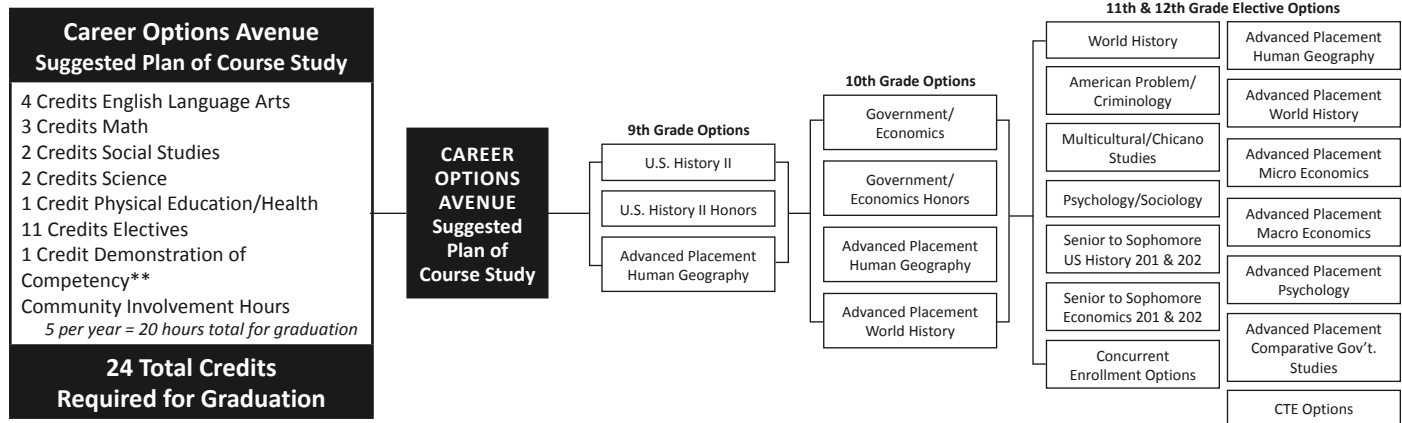 Career Options Avenue
Suggested Plan of Course Study
4 Credits English Language Arts
3 Credits Math
2 Credits Social Studies
2 Credits Science
1 Credit Physical Education/Health
11 Credits Electives
1 Credit Demonstration of
Competency**
Community Involvement Hours
5 per year = 20 hours total for graduation
24 Total Credits
Required for Graduation
CAREER
OPTIONS
AVENUE
Suggested
Plan of
Course Study
9th Grade Options
U.S. History II
U.S. History II Honors
Advanced Placement
Human Geography
10th Grade Options
Government/
Economics
Government/
Economics Honors
Advanced Placement
Human Geography
Advanced Placement
World History
11th & 12th Grade Elective Options
World History
American Problem/
Criminology
Multicultural/Chicano
Studies
Psychology/Sociology
Senior to Sophomore
US History 201 & 202
Senior to Sophomore
Economics 201 & 202
Concurrent
Enrollment Options
Advanced Placement
Human Geography
Advanced Placement
World History
Advanced Placement
Micro Economics
Advanced Placement
Macro Economics
Advanced Placement
Psychology
Advanced Placement
Comparative Gov't.
Studies
CTE Options